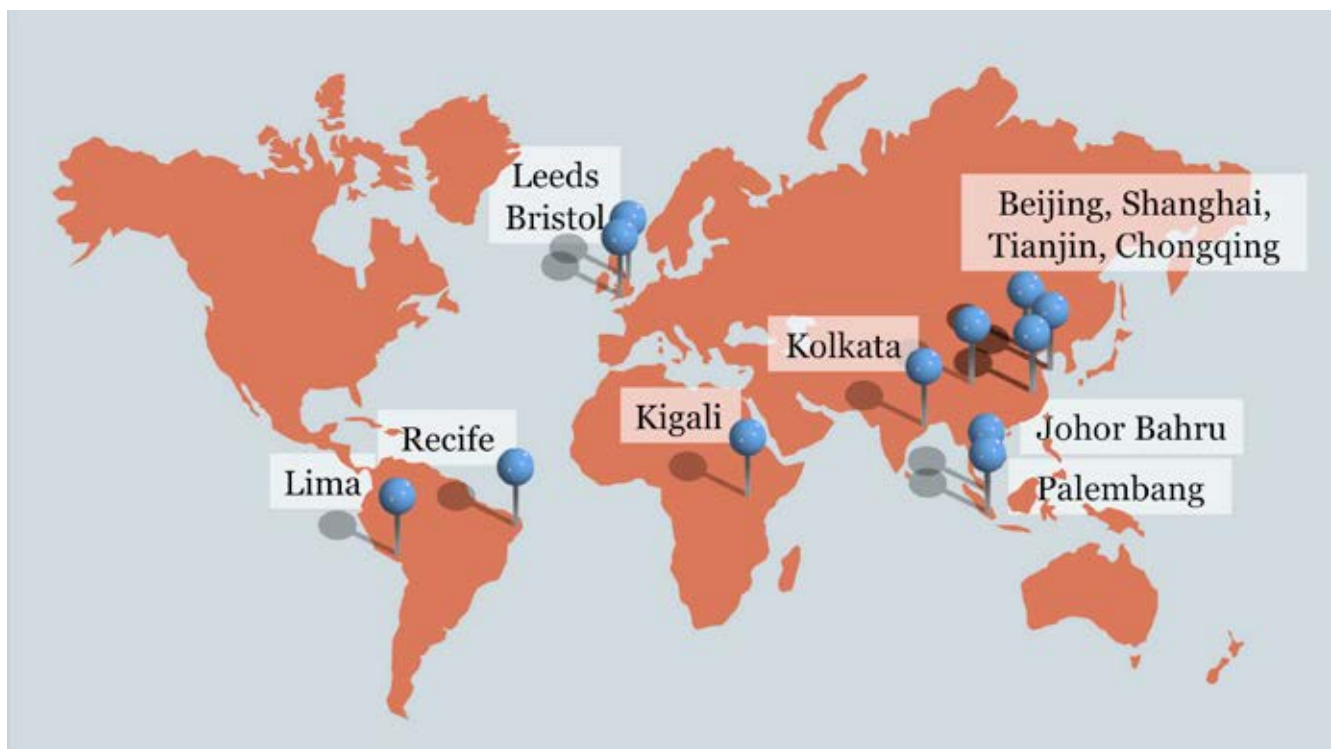 Leeds
Bristol
Beijing, Shanghai,
Tianjin, Chongqing
Kolkata
Kigali
Recife
Johor Bahru
Lima
Palembang